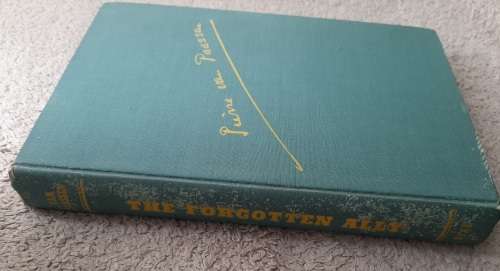 Pierre van Paassen
THE FORGOTTEN ALLY